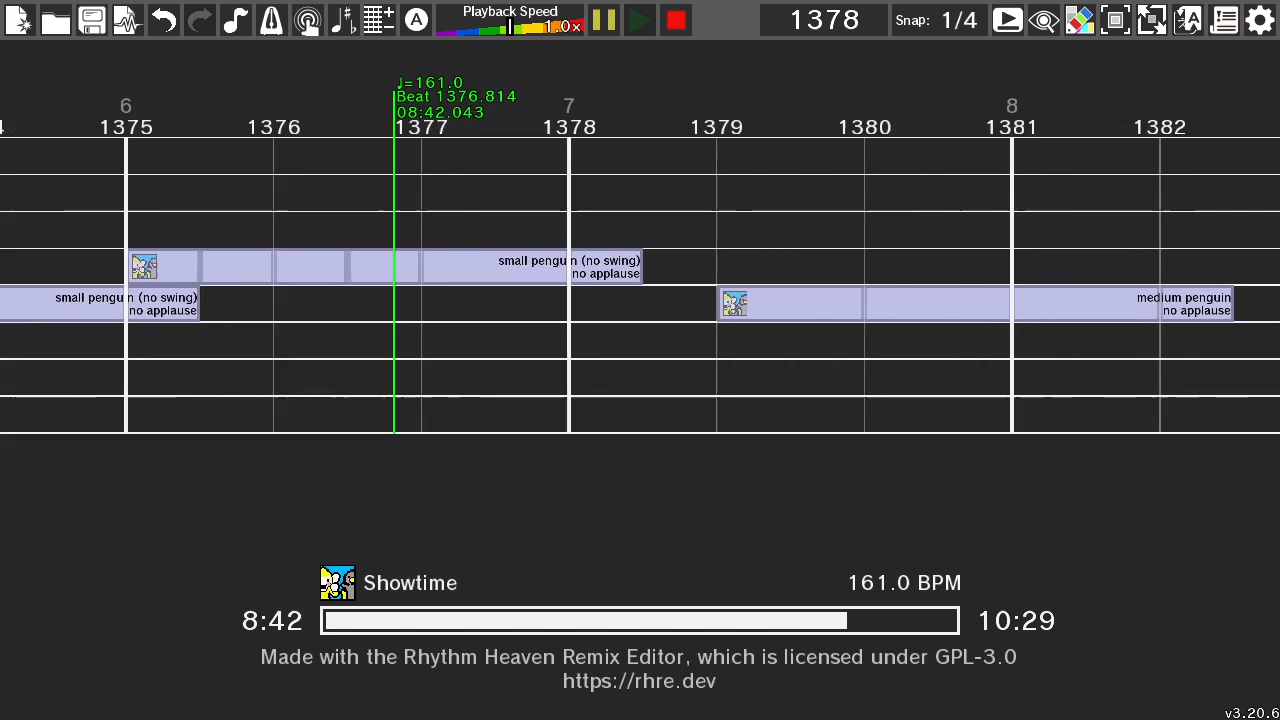 Playback Speed
1.0x
1378
Snap: 1/4
A
♩=161.0
Beat 1376.814
08:42.043
6
7
8
4
1375
1376
1377
1378
1379
1380
1381
1382
small penguin (no swing)
no applause
small penguin (no swing)
no applause
medium penguin
no applause
Showtime
161.0 BPM
8:42
10:29
Made with the Rhythm Heaven Remix Editor, which is licensed under GPL-3.0
https://rhre.dev
v3.20.6